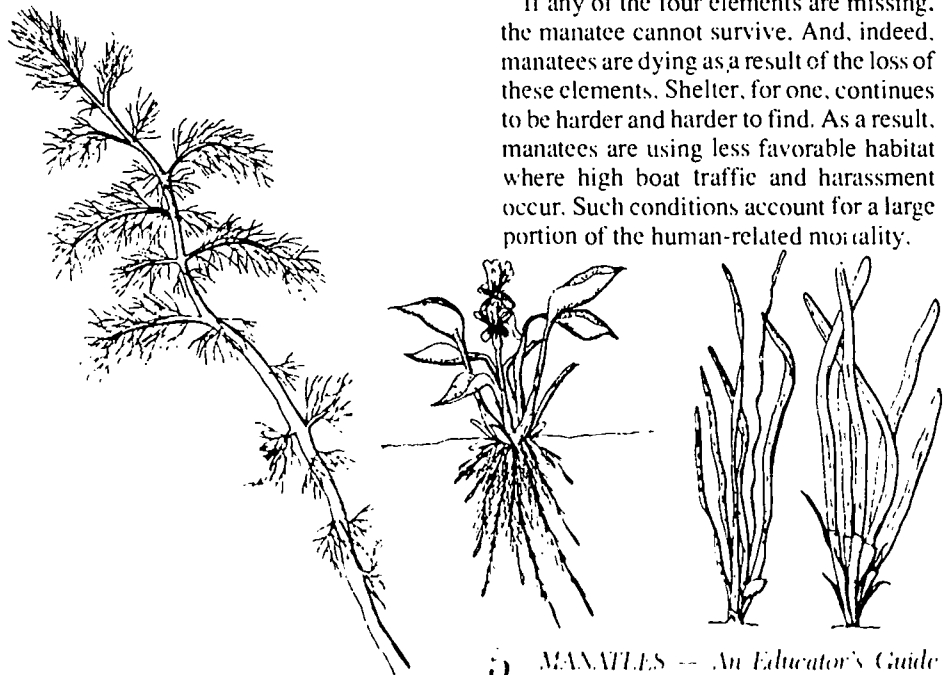 If any of the four elements are missing,
the manatee cannot survive. And, indeed,
manatees are dying as a result of the loss of
these elements. Shelter, for one, continues
to be harder and harder to find. As a result,
manatees are using less favorable habitat
where high boat traffic and harassment
occur. Such conditions account for a large
portion of the human-related mortality.
5 MANATEES — An Educator's Guide